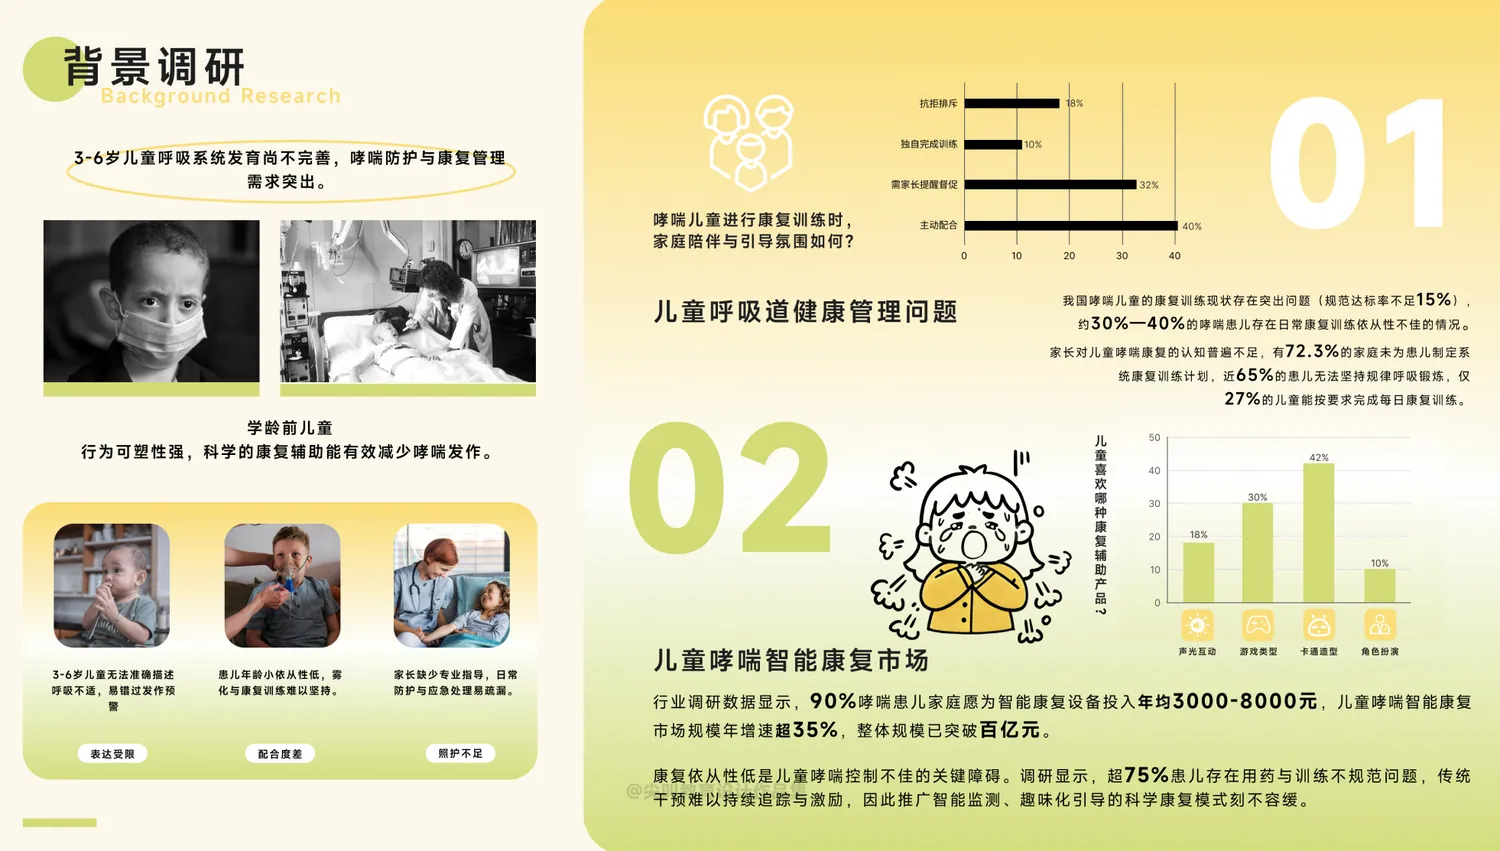 背景调研
Background Research
3-6岁儿童呼吸系统发育尚不完善，哮喘防护与康复管理
需求突出。
学龄前儿童
行为可塑性强，科学的康复辅助能有效减少哮喘发作。
3-6岁儿童无法准确描述
呼吸不适，易错过发作预
警
表达受限
患儿年龄小依从性低，雾
化与康复训练难以坚持。
配合度差
家长缺少专业指导，日常
防护与应急处理易疏漏。
照护不足
哮喘儿童进行康复训练时，
家庭陪伴与引导氛围如何？
抗拒排斥
18%
独自完成训练
10%
需家长提醒督促
32%
主动配合
40%
0 10 20 30 40
01
儿童呼吸道健康管理问题
我国哮喘儿童的康复训练现状存在突出问题（规范达标率不足15%），
约30%—40%的哮喘患儿存在日常康复训练依从性不佳的情况。
家长对儿童哮喘康复的认知普遍不足，有72.3%的家庭未为患儿制定系
统康复训练计划，近65%的患儿无法坚持规律呼吸锻炼，仅
27%的儿童能按要求完成每日康复训练。
02
儿童喜欢哪种康复辅助产品？
50
40
30
20
10
0
18%
30%
42%
10%
声光互动
游戏类型
卡通造型
角色扮演
儿童哮喘智能康复市场
行业调研数据显示，90%哮喘患儿家庭愿为智能康复设备投入年均3000-8000元，儿童哮喘智能康复
市场规模年增速超35%，整体规模已突破百亿元。
康复依从性低是儿童哮喘控制不佳的关键障碍。调研显示，超75%患儿存在用药与训练不规范问题，传统
干预难以持续追踪与激励，因此推广智能监测、趣味化引导的科学康复模式刻不容缓。